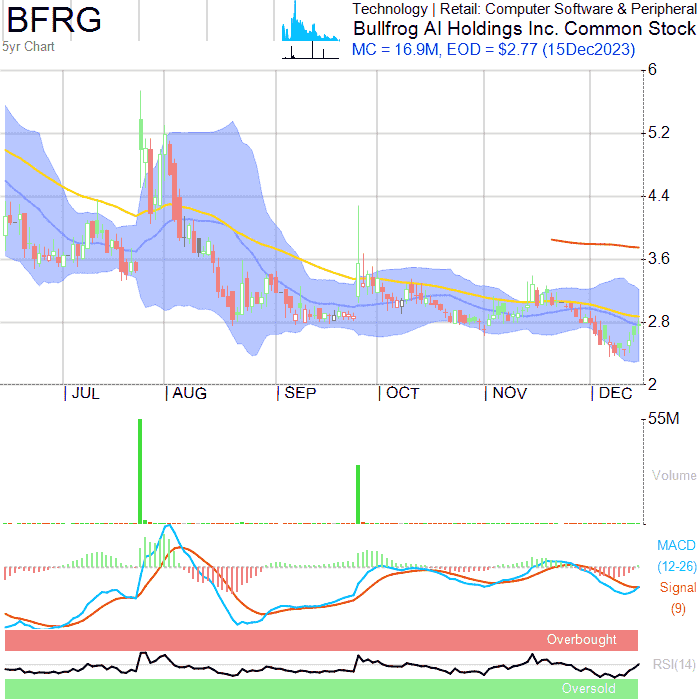 BFRG
5yr Chart
Technology | Retail: Computer Software & Peripheral
Bullfrog AI Holdings Inc. Common Stock
MC = 16.9M, EOD = $2.77 (15Dec2023)
6
5.2
4.4
3.6
2.8
2
JUL AUG SEP OCT NOV DEC
55M
Volume
MACD
(12-26)
Signal
(9)
Overbought
RSI(14)
Oversold